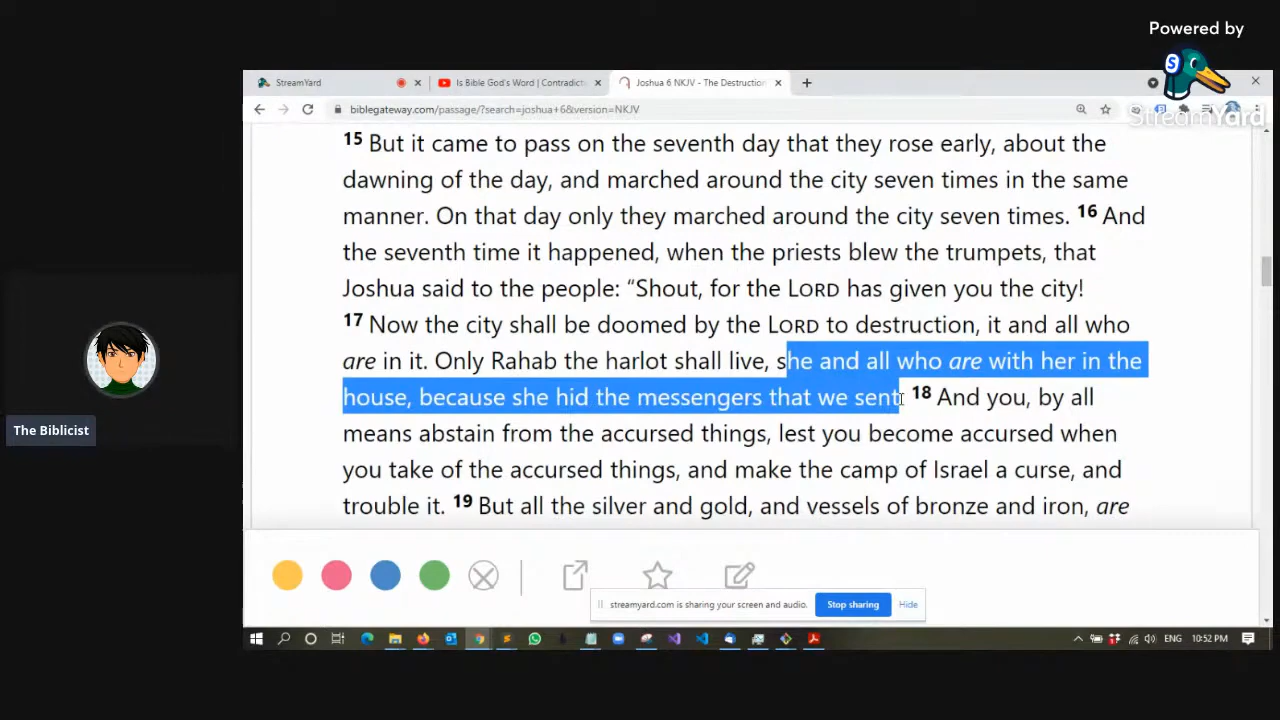 Powered by
StreamYard
StreamYard
Is Bible God's Word | Contradicti
Joshua 6 NKJV - The Destruction
biblegateway.com/passage/?search=joshua+6&version=NKJV
15 But it came to pass on the seventh day that they rose early, about the
dawning of the day, and marched around the city seven times in the same
manner. On that day only they marched around the city seven times. 16 And
the seventh time it happened, when the priests blew the trumpets, that
Joshua said to the people: “Shout, for the LORD has given you the city!
17 Now the city shall be doomed by the LORD to destruction, it and all who
are in it. Only Rahab the harlot shall live, she and all who are with her in the
house, because she hid the messengers that we sent. 18 And you, by all
means abstain from the accursed things, lest you become accursed when
you take of the accursed things, and make the camp of Israel a curse, and
trouble it. 19 But all the silver and gold, and vessels of bronze and iron, are
The Biblicist
streamyard.com is sharing your screen and audio.
Stop sharing
Hide
ENG
10:52 PM